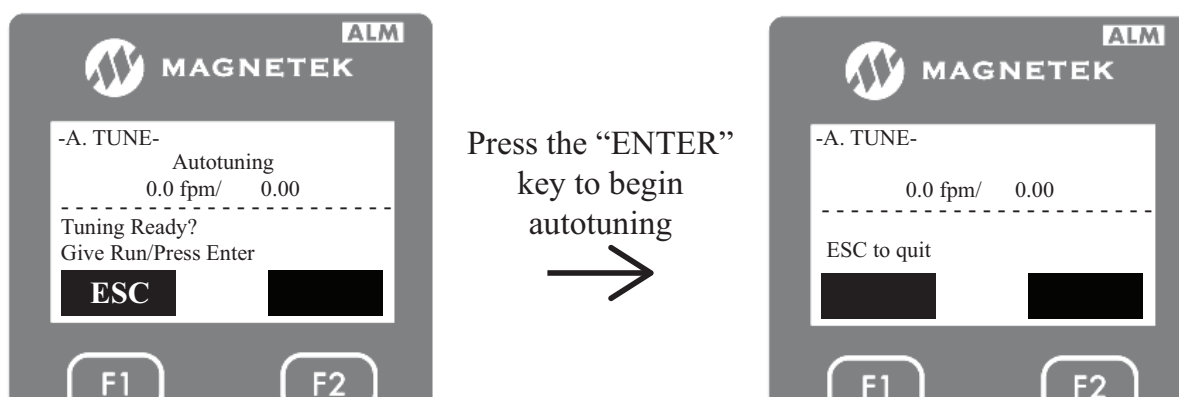 ALM
MAGNETEK
-A. TUNE-
Autotuning
0.0 fpm/ 0.00
Tuning Ready?
Give Run/Press Enter
ESC
F1
F2
Press the “ENTER”
key to begin
autotuning
ALM
MAGNETEK
-A. TUNE-
0.0 fpm/ 0.00
ESC to quit
F1
F2